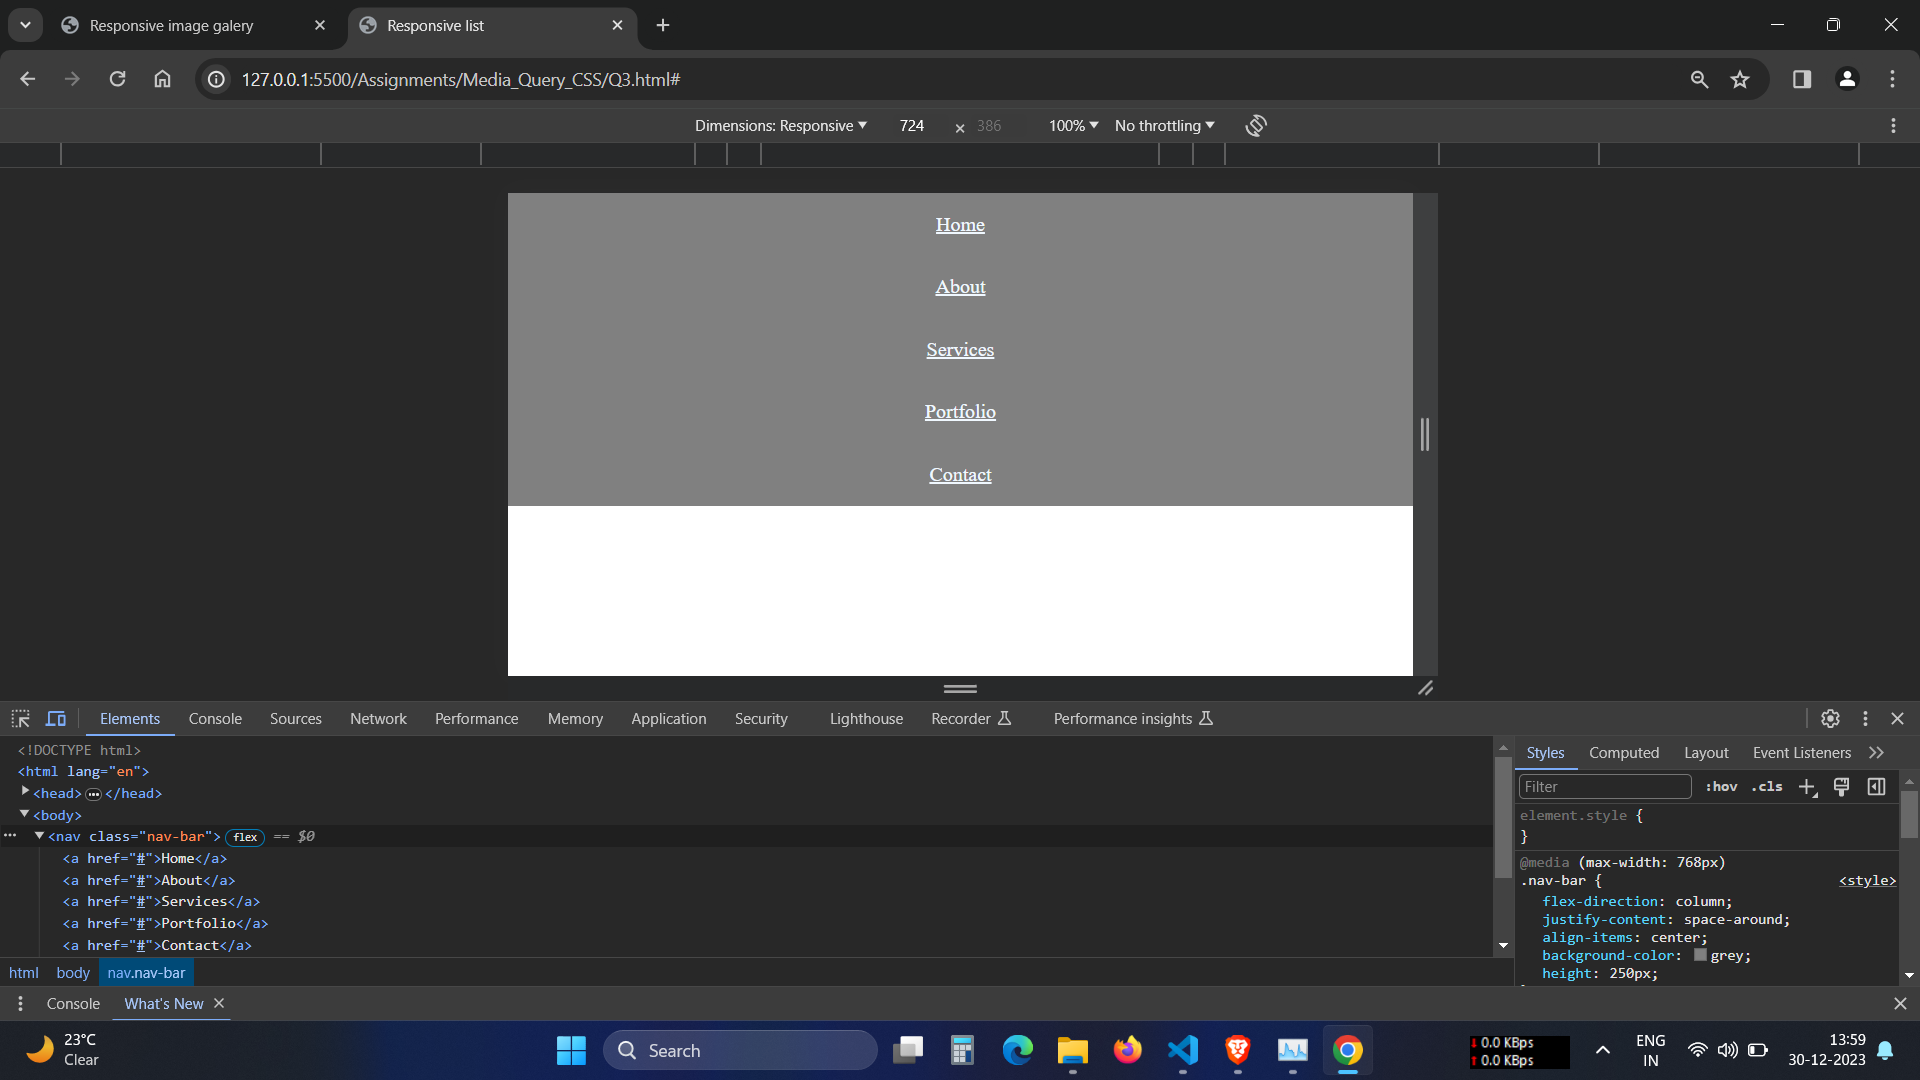 Responsive image galery
Responsive list
127.0.0.1:5500/Assignments/Media_Query_CSS/Q3.html#
Dimensions: Responsive 724 × 386 100% No throttling
Home
About
Services
Portfolio
Contact
Elements Console Sources Network Performance Memory Application Security Lighthouse Recorder Performance insights
<!DOCTYPE html>
<html lang="en">
<head> ••• </head>
<body>
••• <nav class="nav-bar"> flex == $0
<a href="#">Home</a>
<a href="#">About</a>
<a href="#">Services</a>
<a href="#">Portfolio</a>
<a href="#">Contact</a>
html body nav.nav-bar
Styles Computed Layout Event Listeners
Filter :hov .cls
element.style {
}
@media (max-width: 768px)
.nav-bar { <style>
flex-direction: column;
justify-content: space-around;
align-items: center;
background-color: grey;
height: 250px;
Console What's New
23°C
Clear
Search
0.0 KBps
0.0 KBps
ENG
IN
13:59
30-12-2023